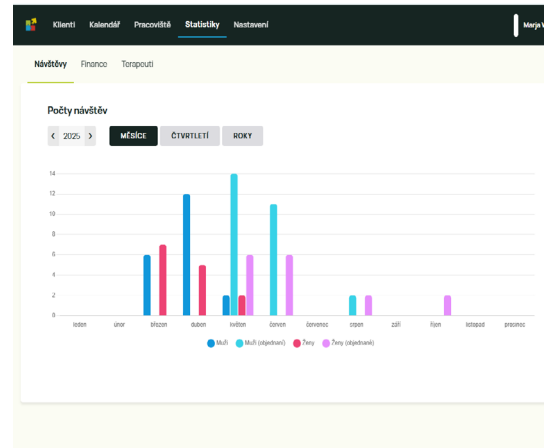 Klienti Kalendář Pracoviště Statistiky Nastavení Marja V
Návštěvy Finance Terapeuti
Počty návštěv
2025 MĚSÍCE ČTVRTLETÍ ROKY
14
12
10
8
6
4
2
0
leden únor březen duben květen červen červenec srpen září říjen listopad prosinec
Muži Muži (objednaní) Ženy Ženy (objednané)